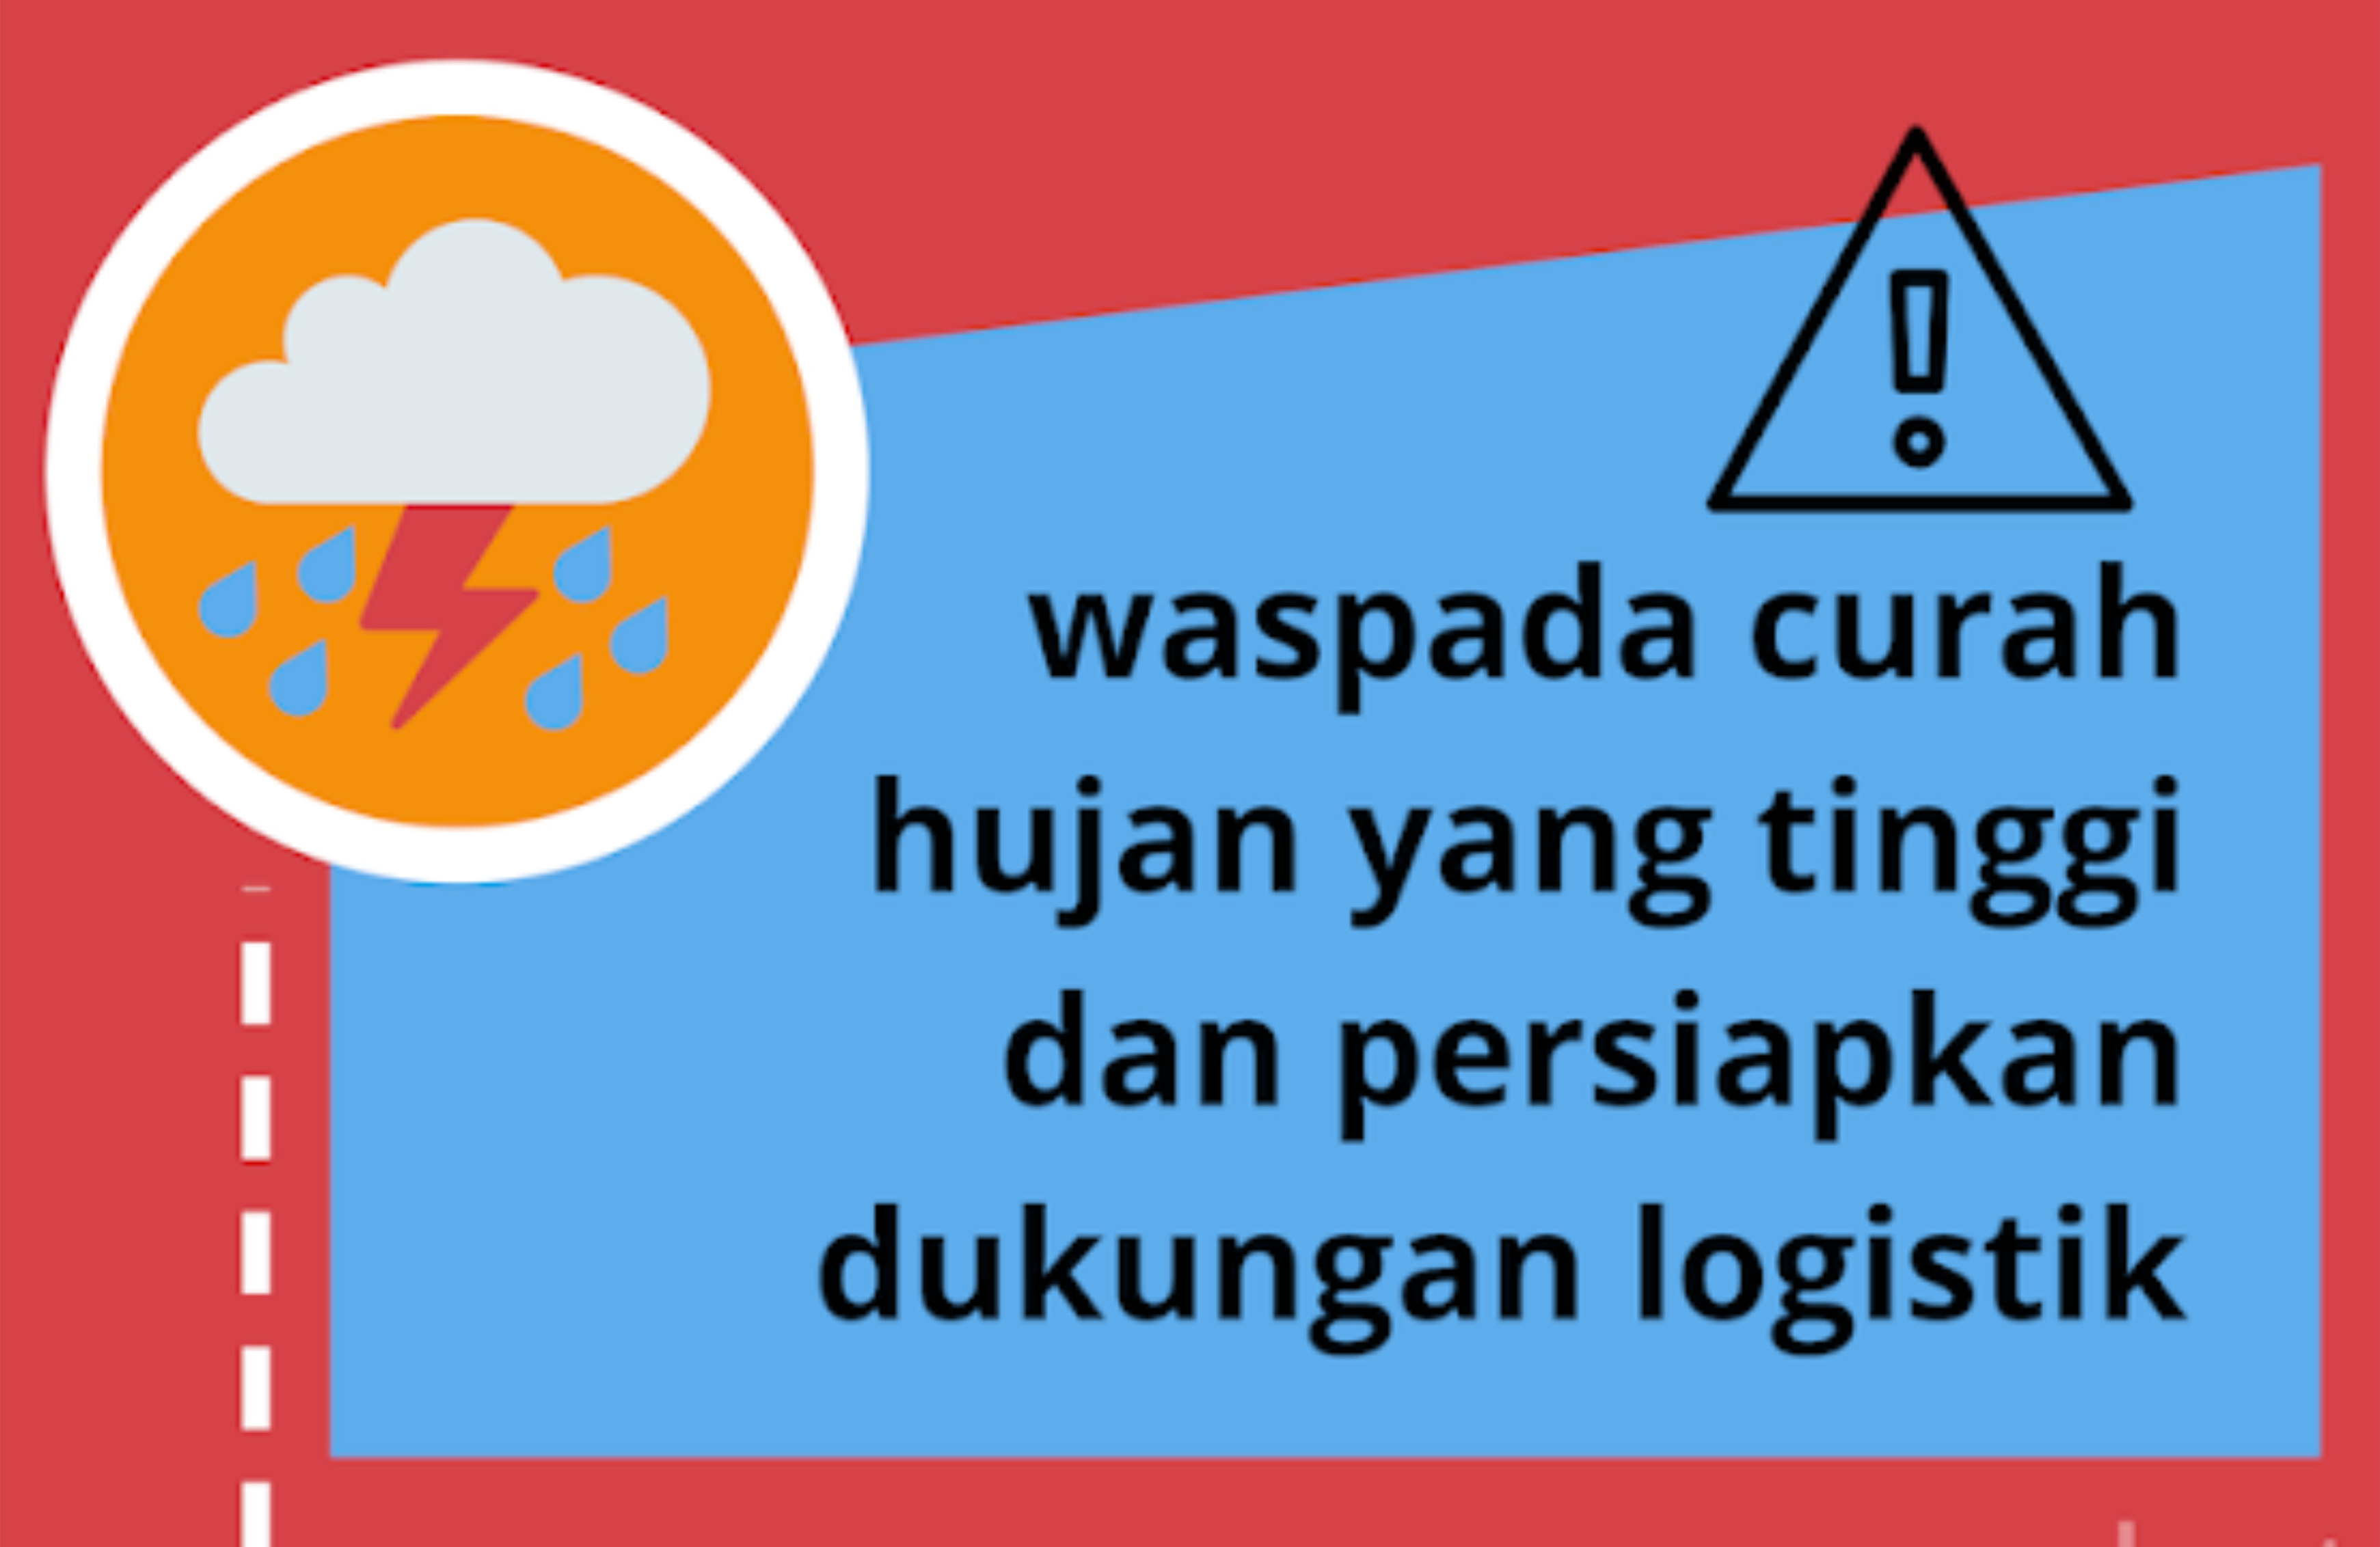 waspada curah
hujan yang tinggi
dan persiapkan
dukungan logistik